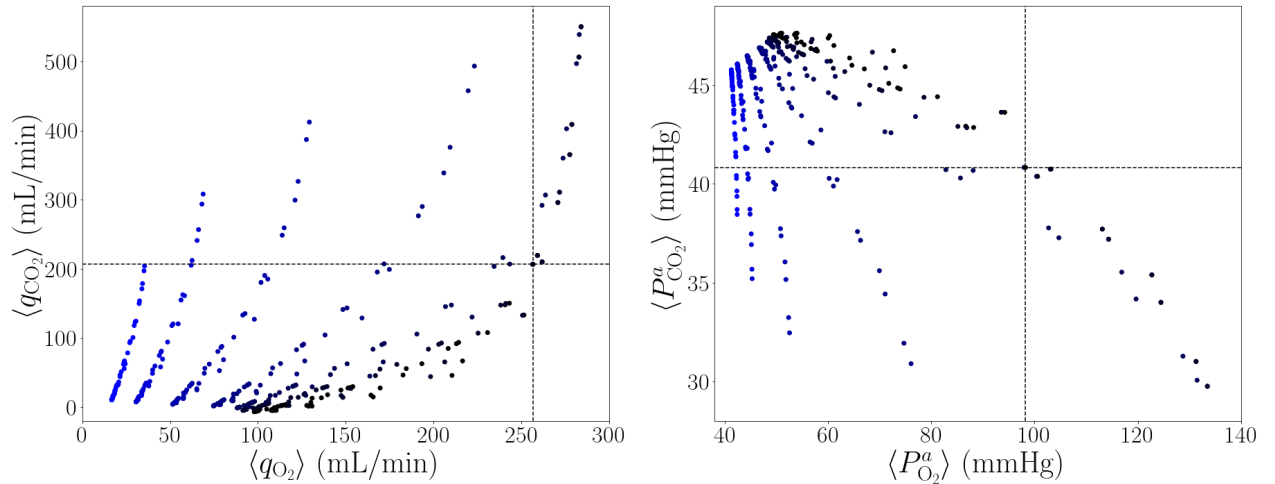 500
400
300
200
100
0
⟨q_CO₂⟩ (mL/min)
0 50 100 150 200 250 300
⟨q_O₂⟩ (mL/min)
45
40
35
30
⟨P^a_CO₂⟩ (mmHg)
40 60 80 100 120 140
⟨P^a_O₂⟩ (mmHg)